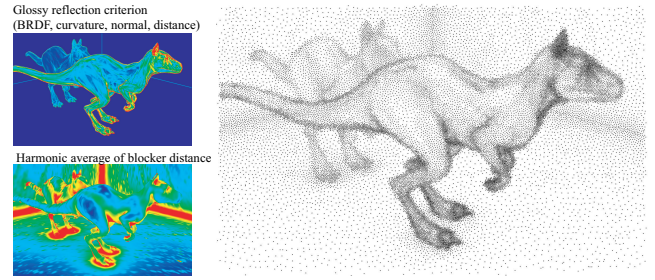 Glossy reflection criterion
(BRDF, curvature, normal, distance)
Harmonic average of blocker distance